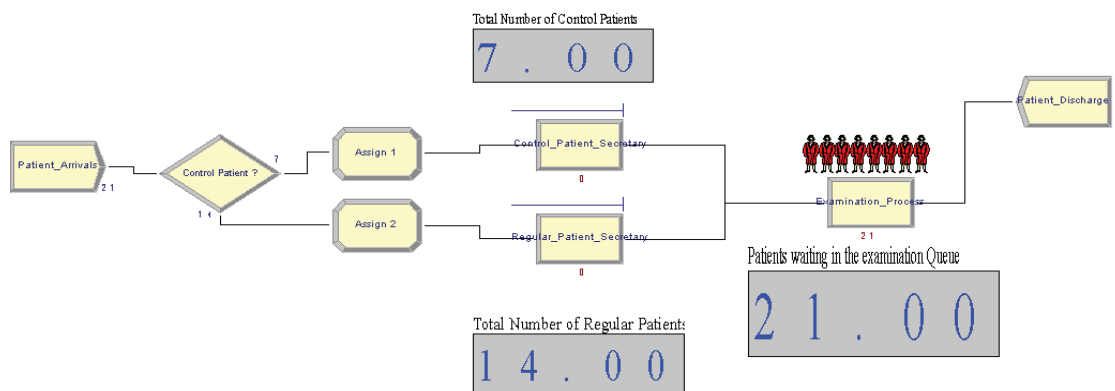 Total Number of Control Patients
7.00
Patient_Arrivals
21
Control Patient ?
7
14
Assign 1
Control_Patient_Secretary
0
Assign 2
Regular_Patient_Secretary
0
Examination_Process
21
Patient_Discharge
Patients waiting in the examination Queue
21.00
Total Number of Regular Patients
14.00